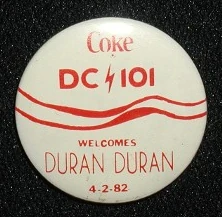 Coke
DC 101
WELCOMES
DURAN DURAN
4-2-82